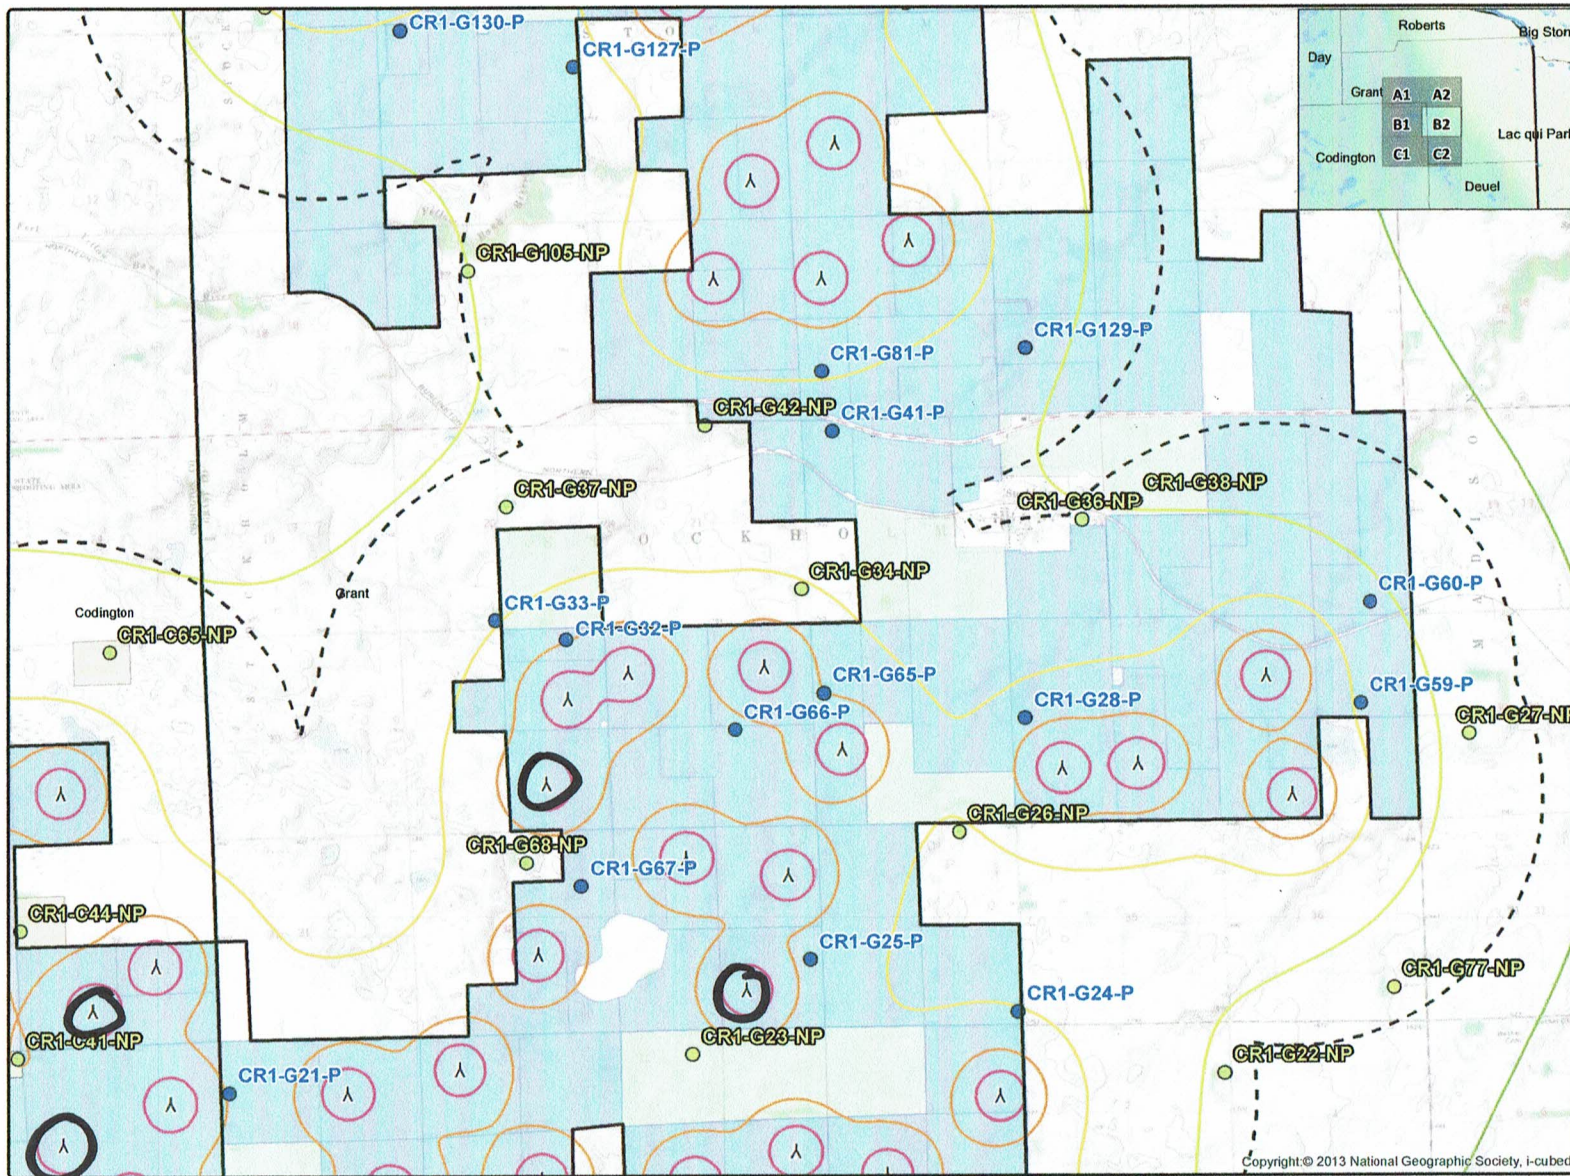 CR1-G130-P
CR1-G127-P
S T O
Roberts
Big Ston
Day
Grant
A1
A2
B1
B2
Lac qui Parl
C1
C2
Codington
Deuel
CR1-G105-NP
CR1-G129-P
CR1-G81-P
CR1-G42-NP
CR1-G41-P
CR1-G37-NP
CR1-G38-NP
CR1-G36-NP
O C K H O L
CR1-G34-NP
Grant
Codington
CR1-G33-P
CR1-G60-P
CR1-G32-P
CR1-C65-NP
CR1-G65-P
CR1-G59-P
CR1-G66-P
CR1-G28-P
CR1-G27-NP
CR1-G26-NP
CR1-G68-NP
CR1-G67-P
CR1-C44-NP
CR1-G25-P
CR1-G77-NP
CR1-G24-P
CR1-C41-NP
CR1-G23-NP
CR1-G22-NP
CR1-G21-P
Copyright:© 2013 National Geographic Society, i-cubed